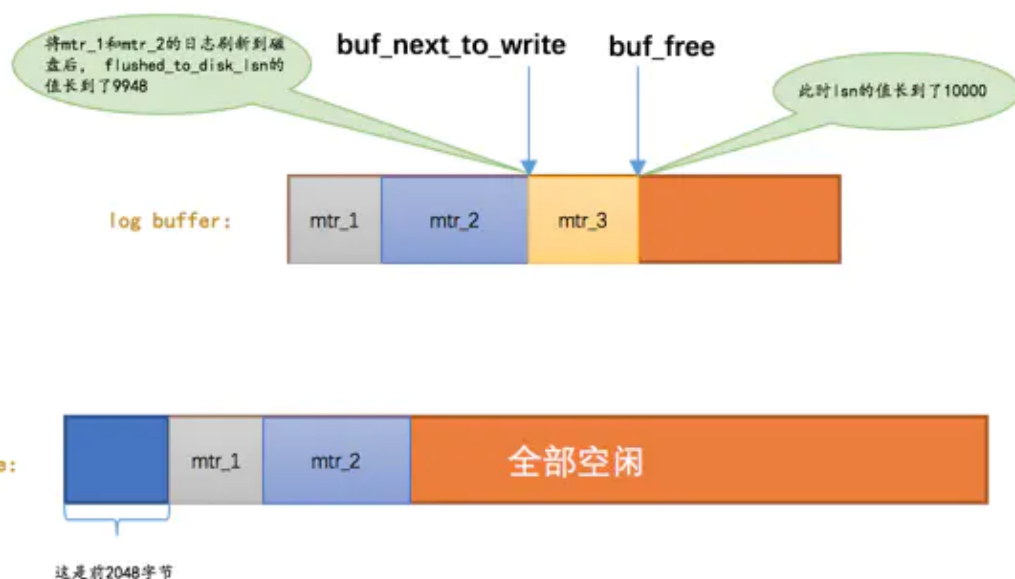 将mtr_1和mtr_2的日志刷新到磁
盘后， flushed_to_disk_lsn的
值长到了9948
buf_next_to_write
buf_free
此时lsn的值长到了10000
log buffer:
mtr_1
mtr_2
mtr_3
e:
mtr_1
mtr_2
全部空闲
这是前2048字节